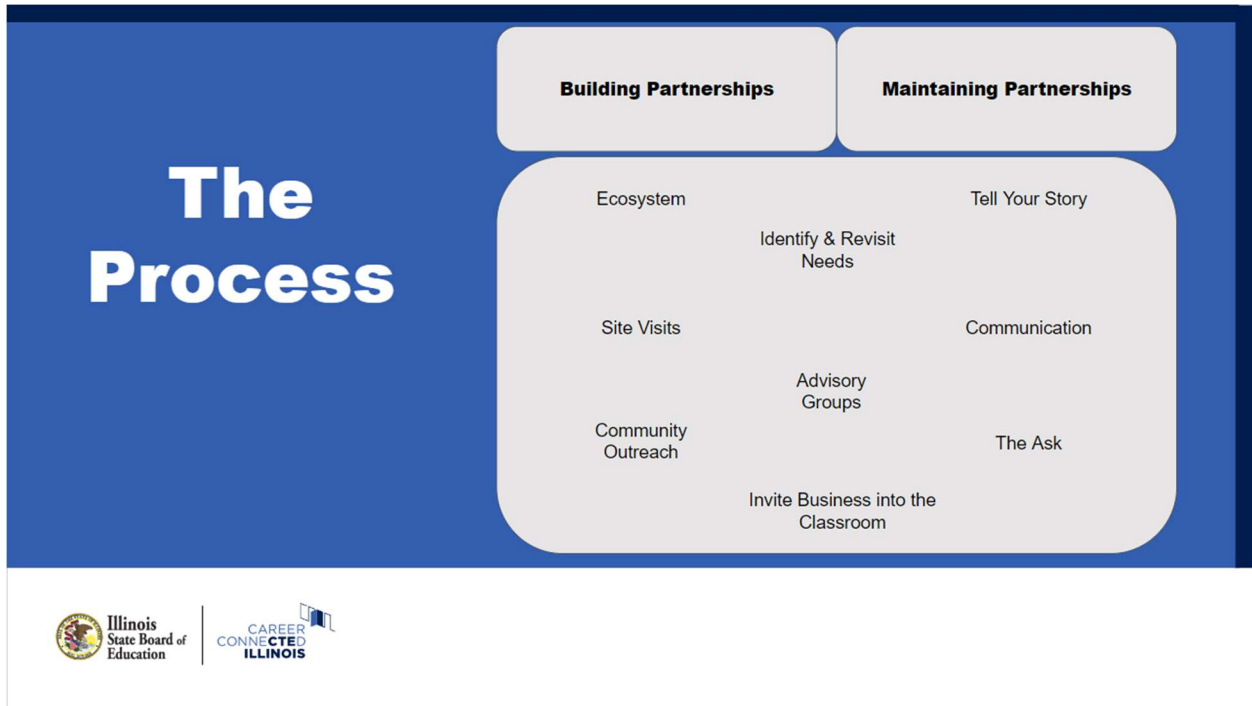 The
Process
Building Partnerships
Maintaining Partnerships
Ecosystem
Tell Your Story
Identify & Revisit
Needs
Site Visits
Communication
Advisory
Groups
Community
Outreach
The Ask
Invite Business into the
Classroom
Illinois
State Board of
Education
CAREER
CONNECTED
ILLINOIS